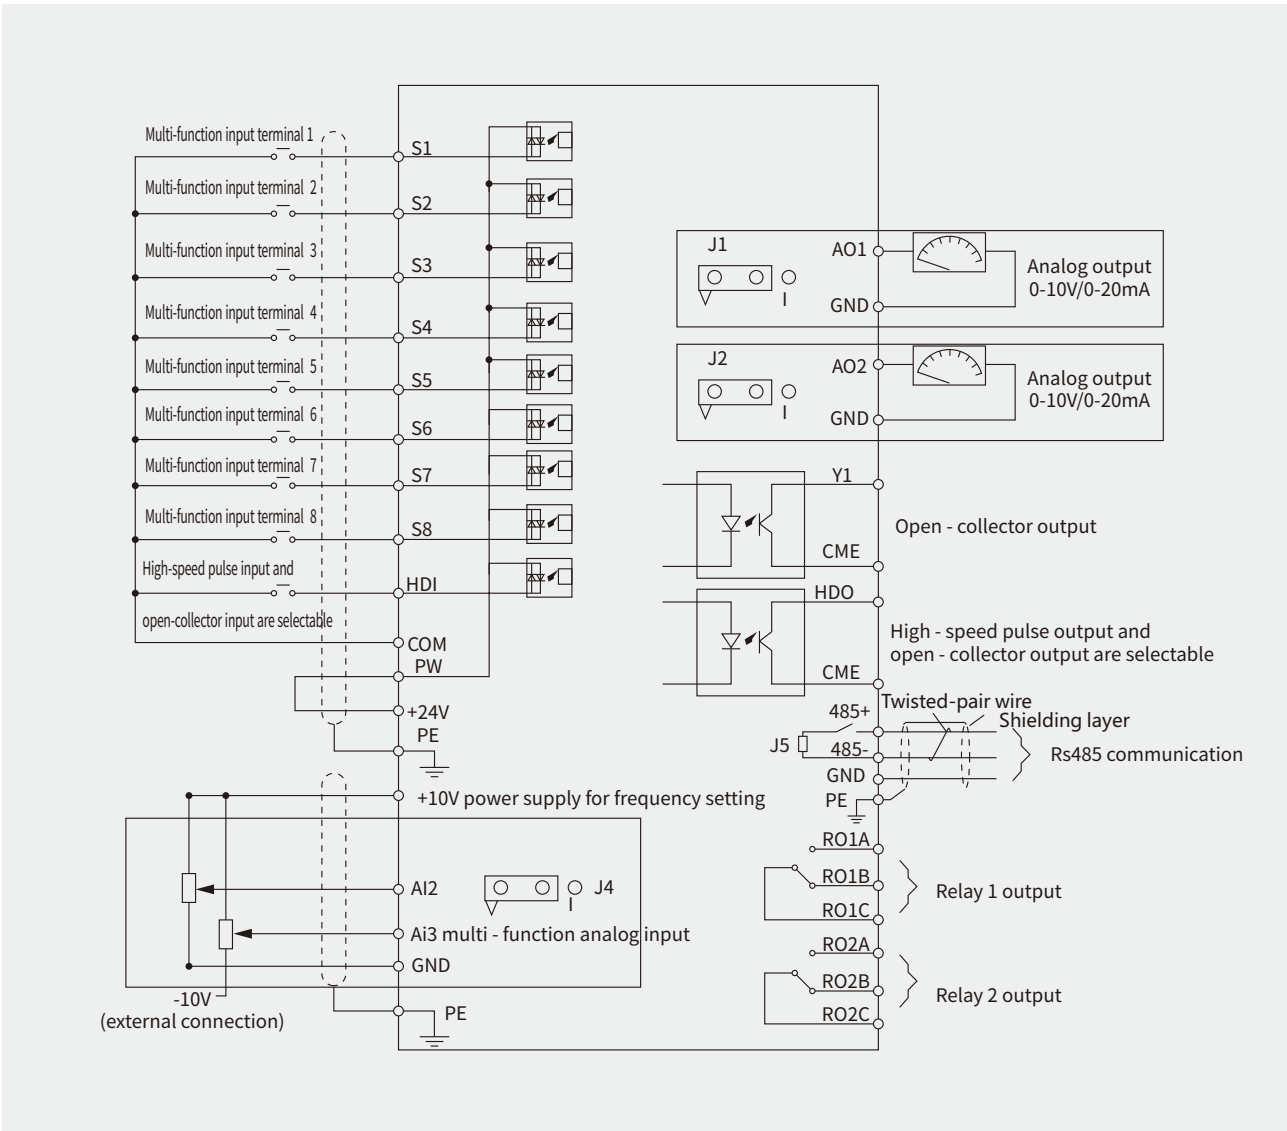 Multi-function input terminal 1
S1
Multi-function input terminal 2
S2
Multi-function input terminal 3
S3
Multi-function input terminal 4
S4
Multi-function input terminal 5
S5
Multi-function input terminal 6
S6
Multi-function input terminal 7
S7
Multi-function input terminal 8
S8
High-speed pulse input and
HDI
open-collector input are selectable
COM
PW
+24V
PE
+10V power supply for frequency setting
AI2
J4
I
Ai3 multi - function analog input
GND
-10V
(external connection)
PE
J1
V
I
AO1
GND
Analog output
0-10V/0-20mA
J2
V
I
AO2
GND
Analog output
0-10V/0-20mA
Y1
CME
Open - collector output
HDO
CME
High - speed pulse output and
open - collector output are selectable
Twisted-pair wire
Shielding layer
485+
J5
485-
GND
PE
Rs485 communication
RO1A
RO1B
RO1C
Relay 1 output
RO2A
RO2B
RO2C
Relay 2 output
V